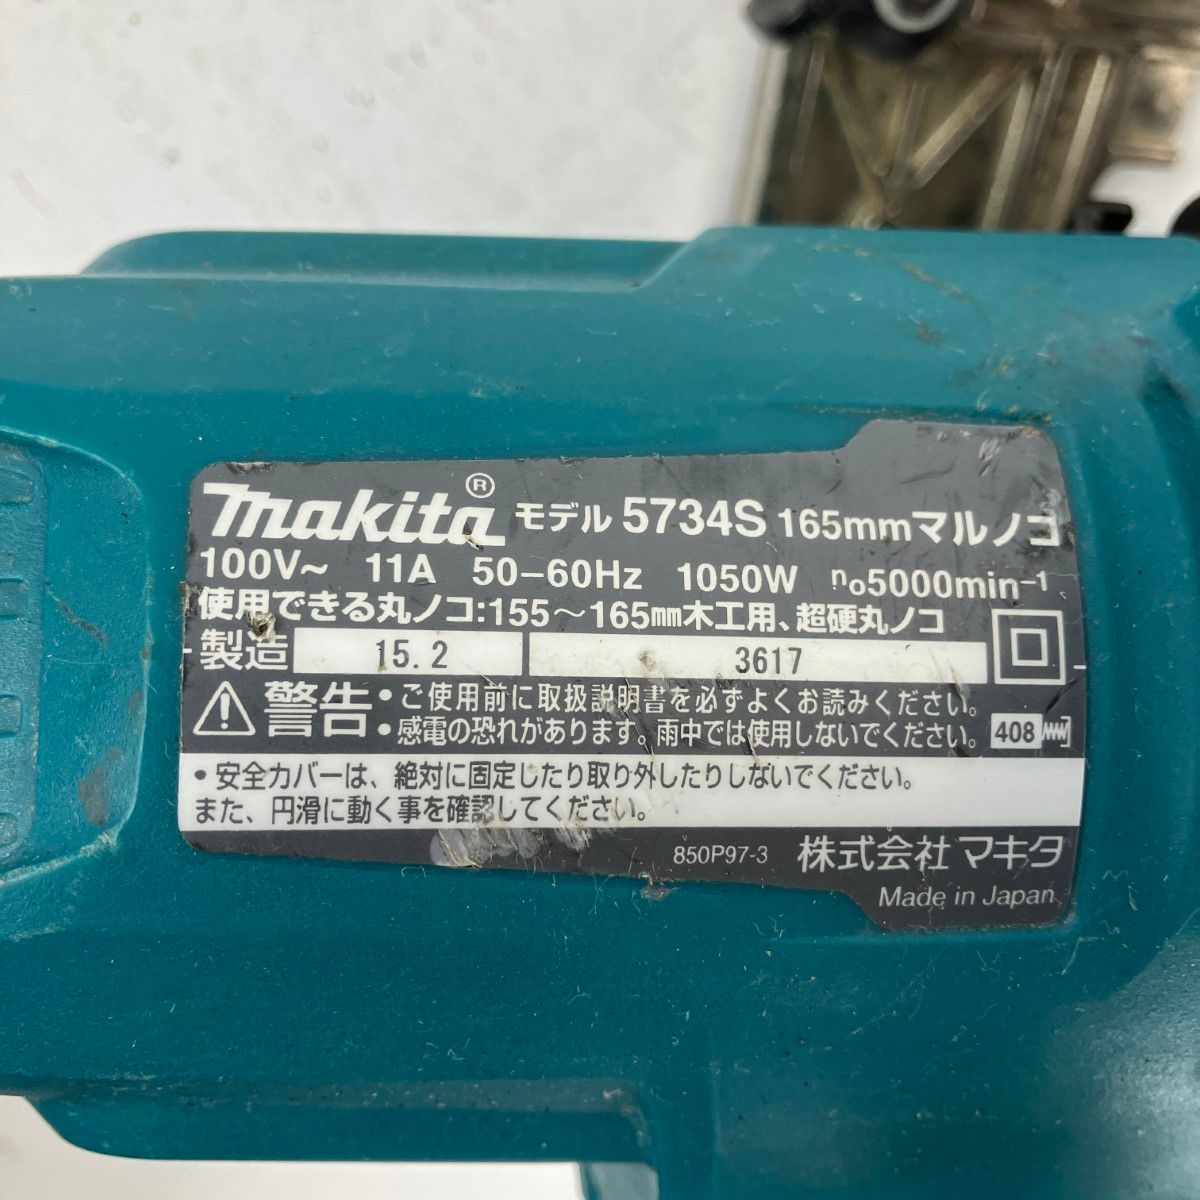 makita® モデル 5734S 165mmマルノコ
100V~ 11A 50-60Hz 1050W n₀5000min⁻¹
使用できる丸ノコ:155～165mm木工用、超硬丸ノコ
製造 15.2 3617
警告 •ご使用前に取扱説明書を必ずよくお読みください。
•感電の恐れがあります。雨中では使用しないでください。 408
•安全カバーは、絶対に固定したり取り外したりしないでください。
また、円滑に動く事を確認してください。
850P97-3 株式会社マキタ
Made in Japan